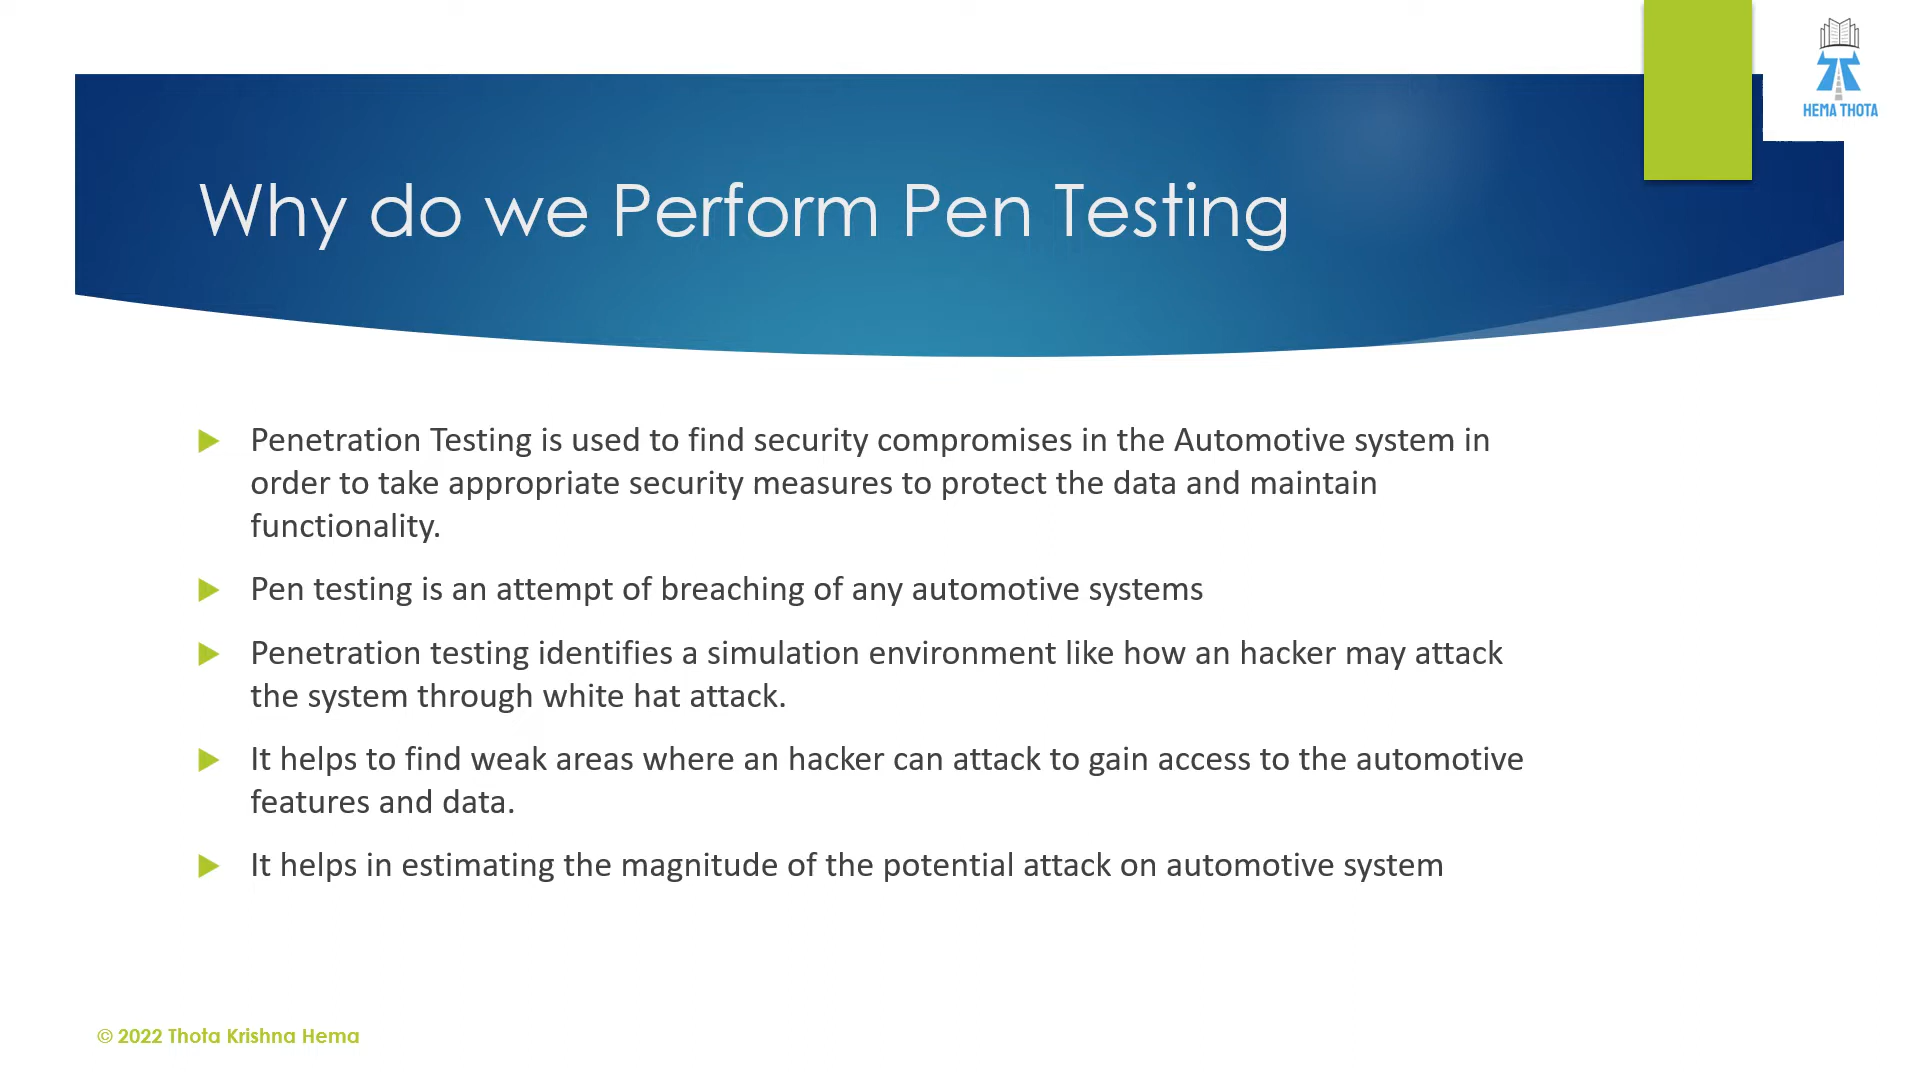 HEMA THOTA
Why do we Perform Pen Testing
Penetration Testing is used to find security compromises in the Automotive system in
order to take appropriate security measures to protect the data and maintain
functionality.
Pen testing is an attempt of breaching of any automotive systems
Penetration testing identifies a simulation environment like how an hacker may attack
the system through white hat attack.
It helps to find weak areas where an hacker can attack to gain access to the automotive
features and data.
It helps in estimating the magnitude of the potential attack on automotive system
© 2022 Thota Krishna Hema